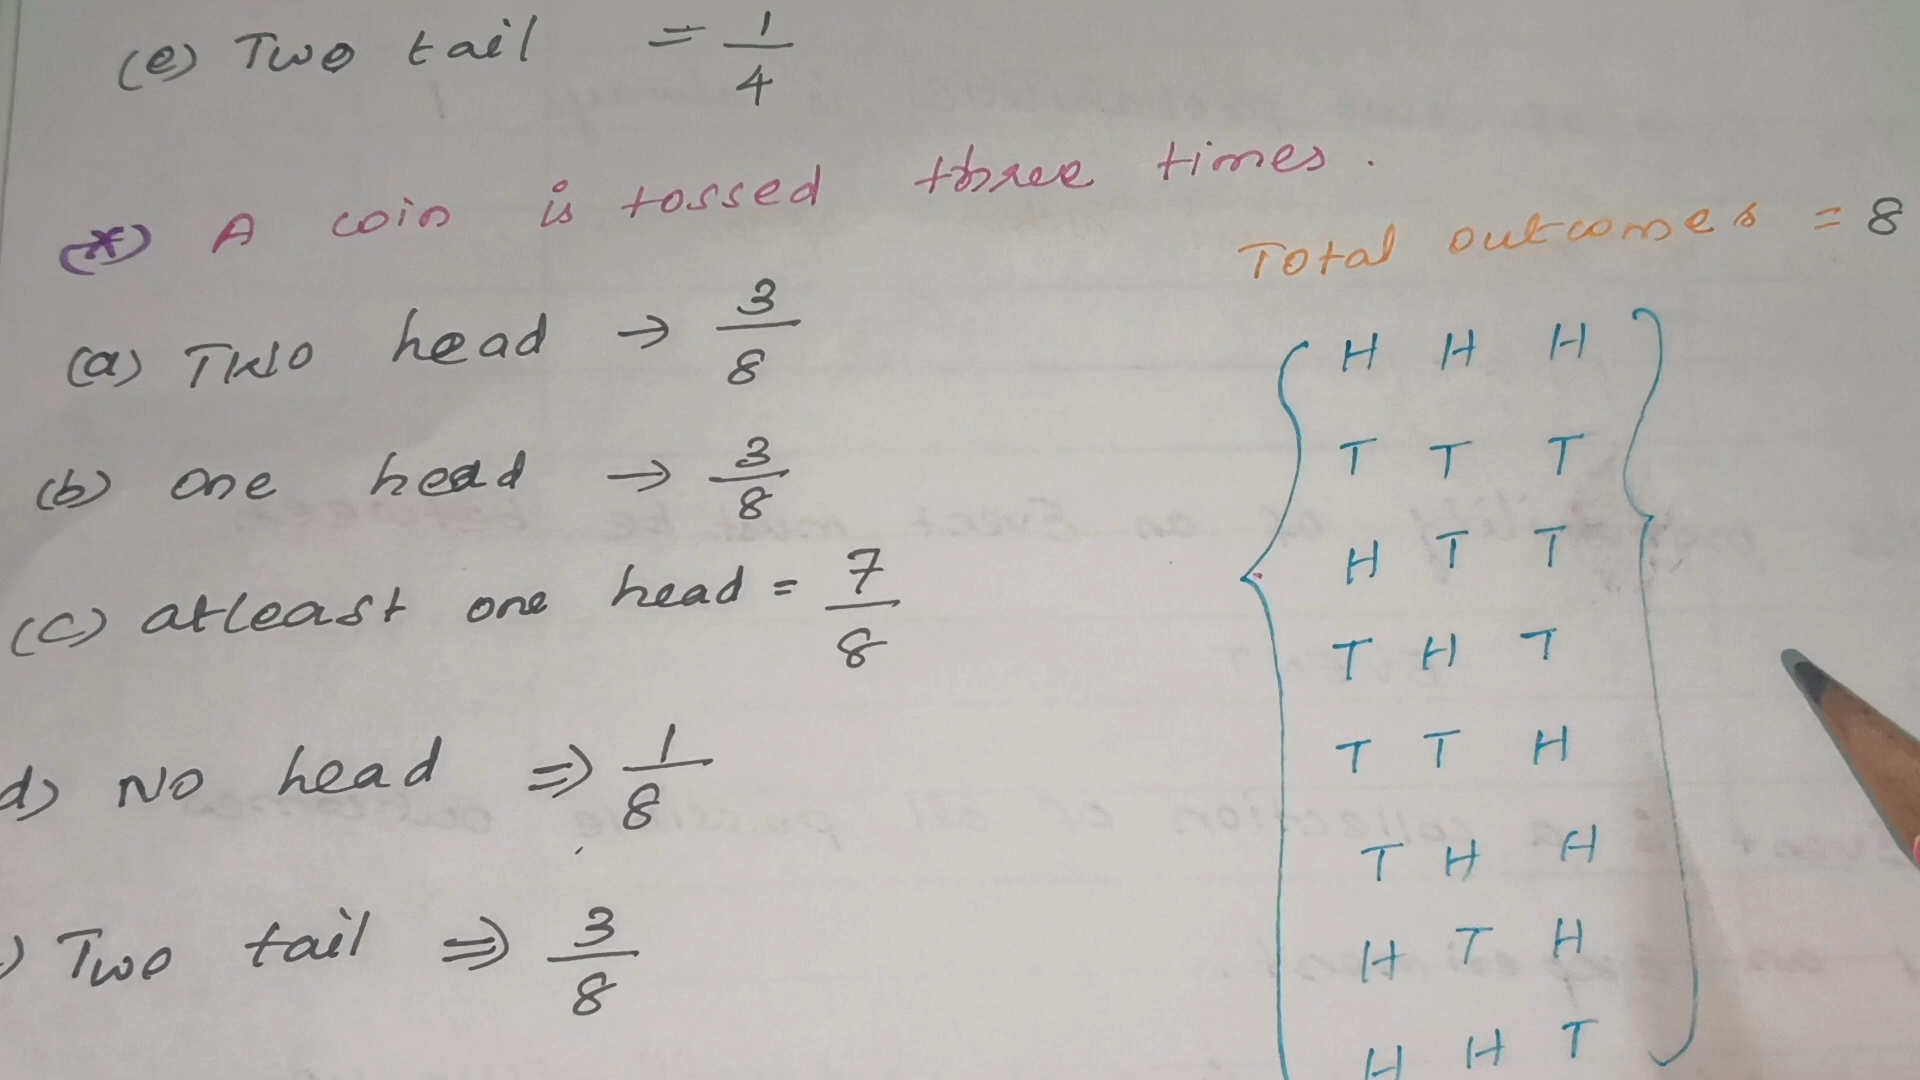 (e) Two tail = 1/4
(*) A coin is tossed three times.
Total outcomes = 8
(a) Two head → 3/8
(b) one head → 3/8
(c) atleast one head = 7/8
d) No head ⇒ 1/8
) Two tail ⇒ 3/8
H H H
T T T
H T T
T H T
T T H
T H H
H T H
H H T